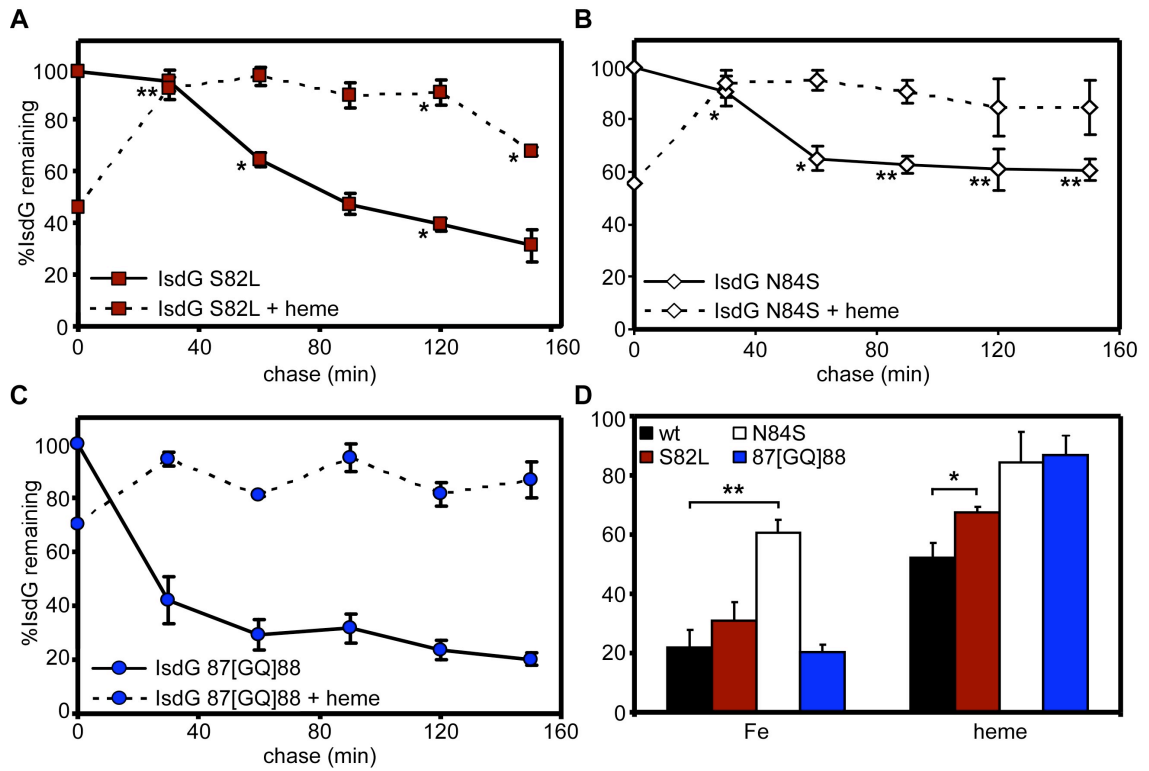 A
%IsdG remaining
100
80
60
40
20
0
**
*
*
*
*
IsdG S82L
IsdG S82L + heme
0 40 80 120 160
chase (min)
B
100
80
60
40
20
0
*
*
**
**
**
IsdG N84S
IsdG N84S + heme
0 40 80 120 160
chase (min)
C
%IsdG remaining
100
80
60
40
20
0
IsdG 87[GQ]88
IsdG 87[GQ]88 + heme
0 40 80 120 160
chase (min)
D
100
80
60
40
20
0
wt N84S
S82L 87[GQ]88
**
*
Fe heme